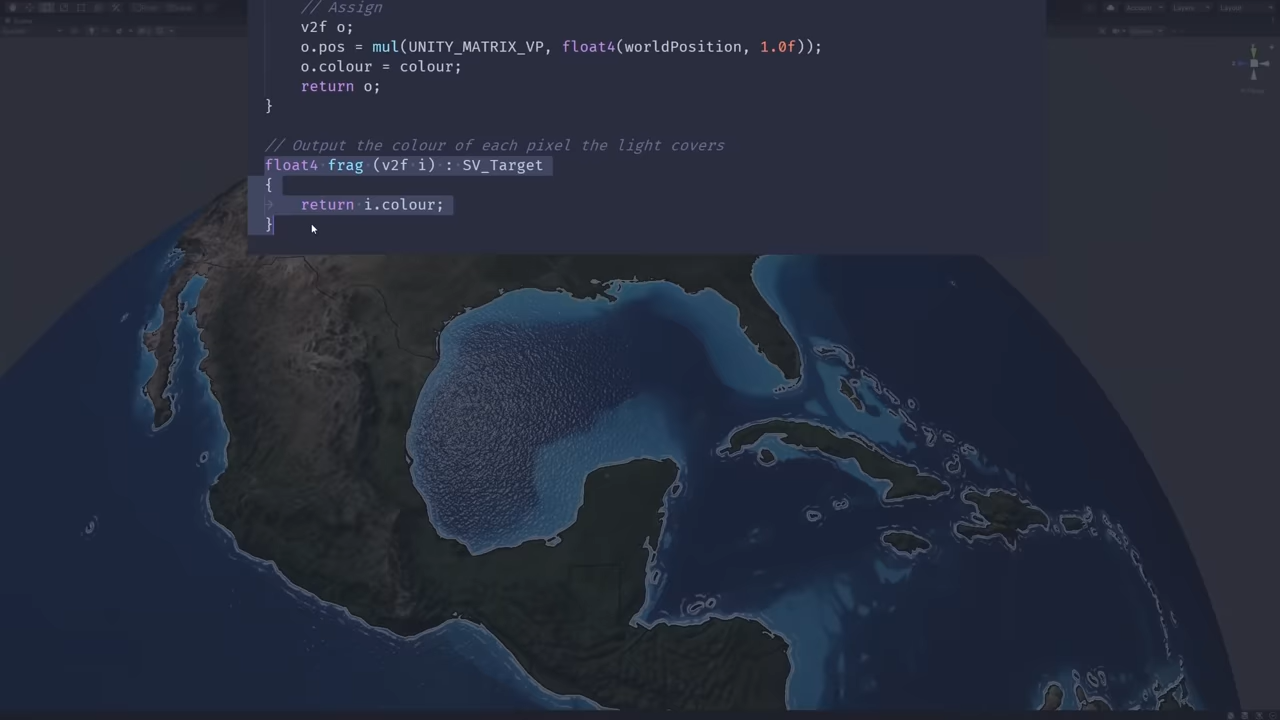 // Assign
v2f o;
o.pos = mul(UNITY_MATRIX_VP, float4(worldPosition, 1.0f));
o.colour = colour;
return o;
}
// Output the colour of each pixel the light covers
float4 frag (v2f i) : SV_Target
{
return i.colour;
}